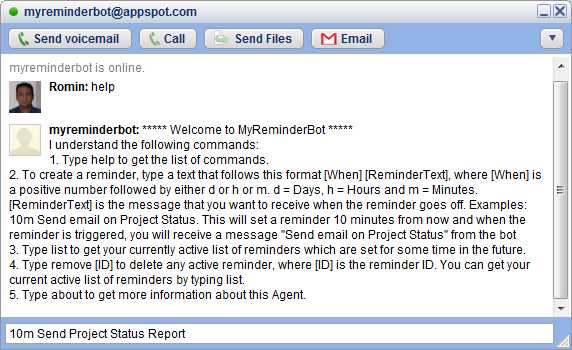 myreminderbot@appspot.com
Send voicemail
Call
Send Files
Email
myreminderbot is online.
Romin: help
myreminderbot: ***** Welcome to MyReminderBot *****
I understand the following commands:
1. Type help to get the list of commands.
2. To create a reminder, type a text that follows this format [When] [ReminderText], where [When] is
a positive number followed by either d or h or m. d = Days, h = Hours and m = Minutes.
[ReminderText] is the message that you want to receive when the reminder goes off. Examples:
10m Send email on Project Status. This will set a reminder 10 minutes from now and when the
reminder is triggered, you will receive a message "Send email on Project Status" from the bot
3. Type list to get your currently active list of reminders which are set for some time in the future.
4. Type remove [ID] to delete any active reminder, where [ID] is the reminder ID. You can get your
current active list of reminders by typing list.
5. Type about to get more information about this Agent.
10m Send Project Status Report